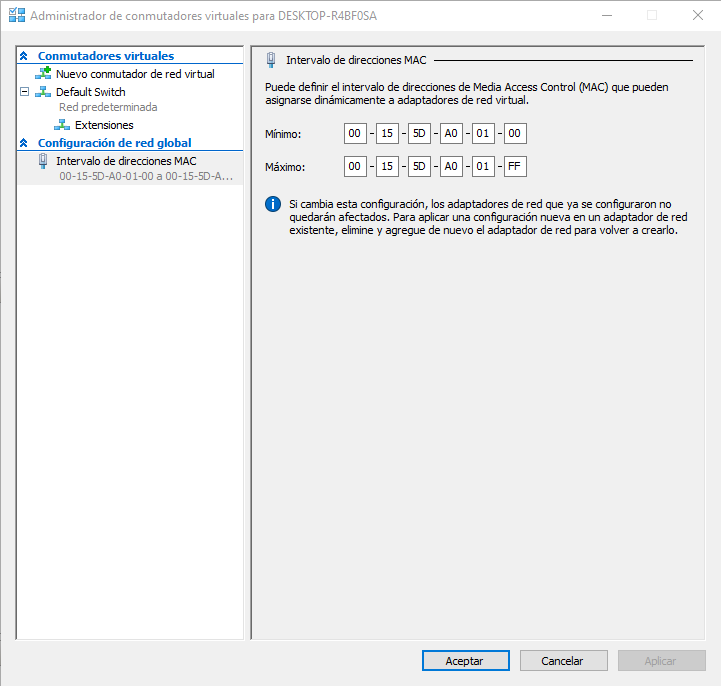 Administrador de conmutadores virtuales para DESKTOP-R4BF0SA
Conmutadores virtuales
Nuevo conmutador de red virtual
Default Switch
Red predeterminada
Extensiones
Configuración de red global
Intervalo de direcciones MAC
00-15-5D-A0-01-00 a 00-15-5D-A...
Intervalo de direcciones MAC
Puede definir el intervalo de direcciones de Media Access Control (MAC) que pueden
asignarse dinámicamente a adaptadores de red virtual.
Mínimo: 00 - 15 - 5D - A0 - 01 - 00
Máximo: 00 - 15 - 5D - A0 - 01 - FF
Si cambia esta configuración, los adaptadores de red que ya se configuraron no
quedarán afectados. Para aplicar una configuración nueva en un adaptador de red
existente, elimine y agregue de nuevo el adaptador de red para volver a crearlo.
Aceptar Cancelar Aplicar